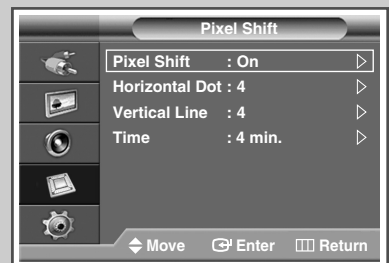 Pixel Shift
Pixel Shift : On
Horizontal Dot : 4
Vertical Line : 4
Time : 4 min.
Move Enter Return